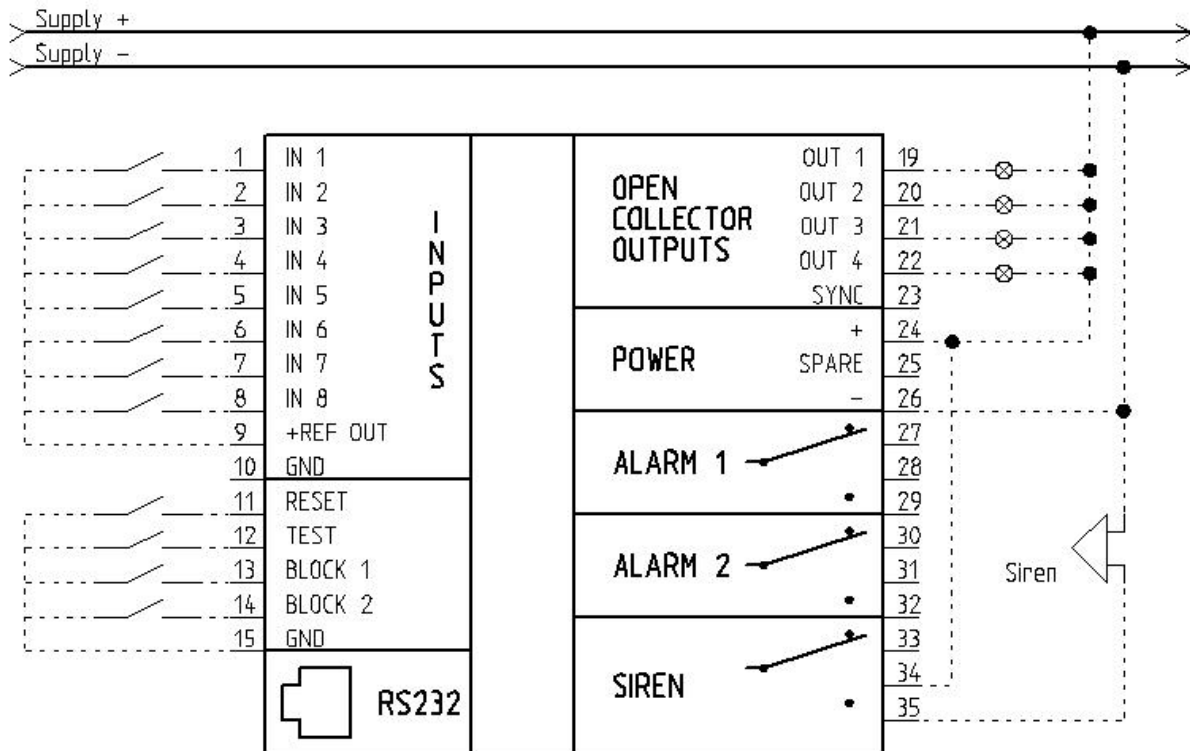 Supply +
Supply -
1 IN 1
2 IN 2
3 IN 3
4 IN 4
5 IN 5
6 IN 6
7 IN 7
8 IN 8
9 +REF OUT
10 GND
INPUTS
11 RESET
12 TEST
13 BLOCK 1
14 BLOCK 2
15 GND
RS232
OPEN
COLLECTOR
OUTPUTS
OUT 1 19
OUT 2 20
OUT 3 21
OUT 4 22
SYNC 23
POWER
+ 24
SPARE 25
- 26
ALARM 1
27
28
29
ALARM 2
30
31
32
SIREN
33
34
35
Siren